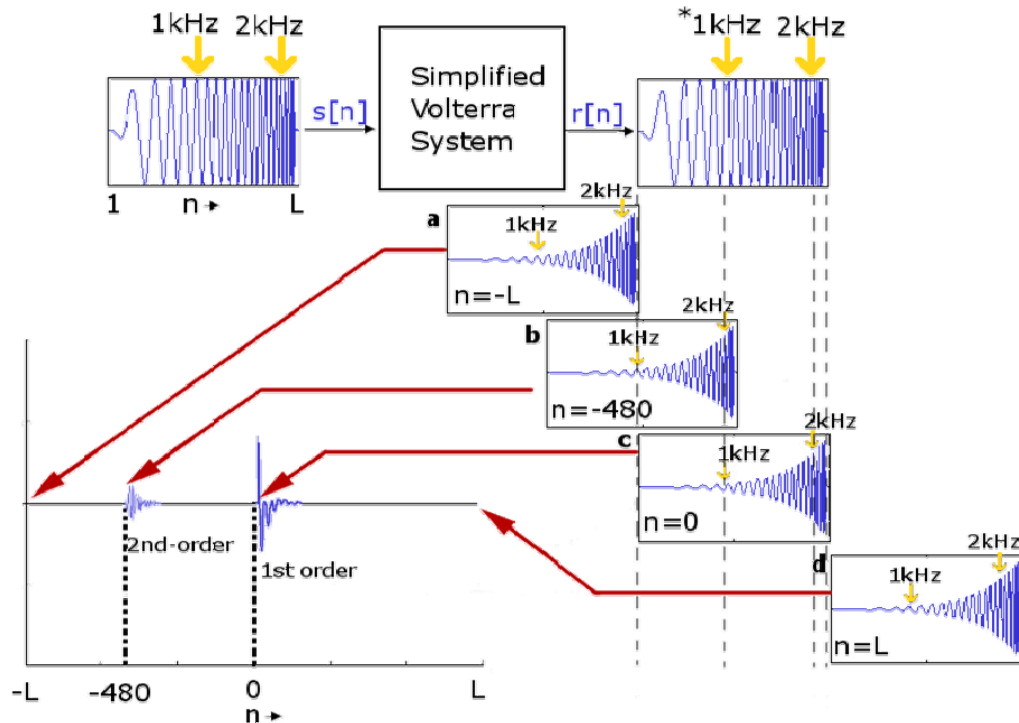 1kHz 2kHz
*1kHz 2kHz
Simplified
Volterra
System
s[n]
r[n]
1 n→ L
a
1kHz
2kHz
n=-L
b
1kHz
2kHz
n=-480
c
1kHz
2kHz
n=0
d
1kHz
2kHz
n=L
2nd-order
1st order
-L -480 0 L
n→